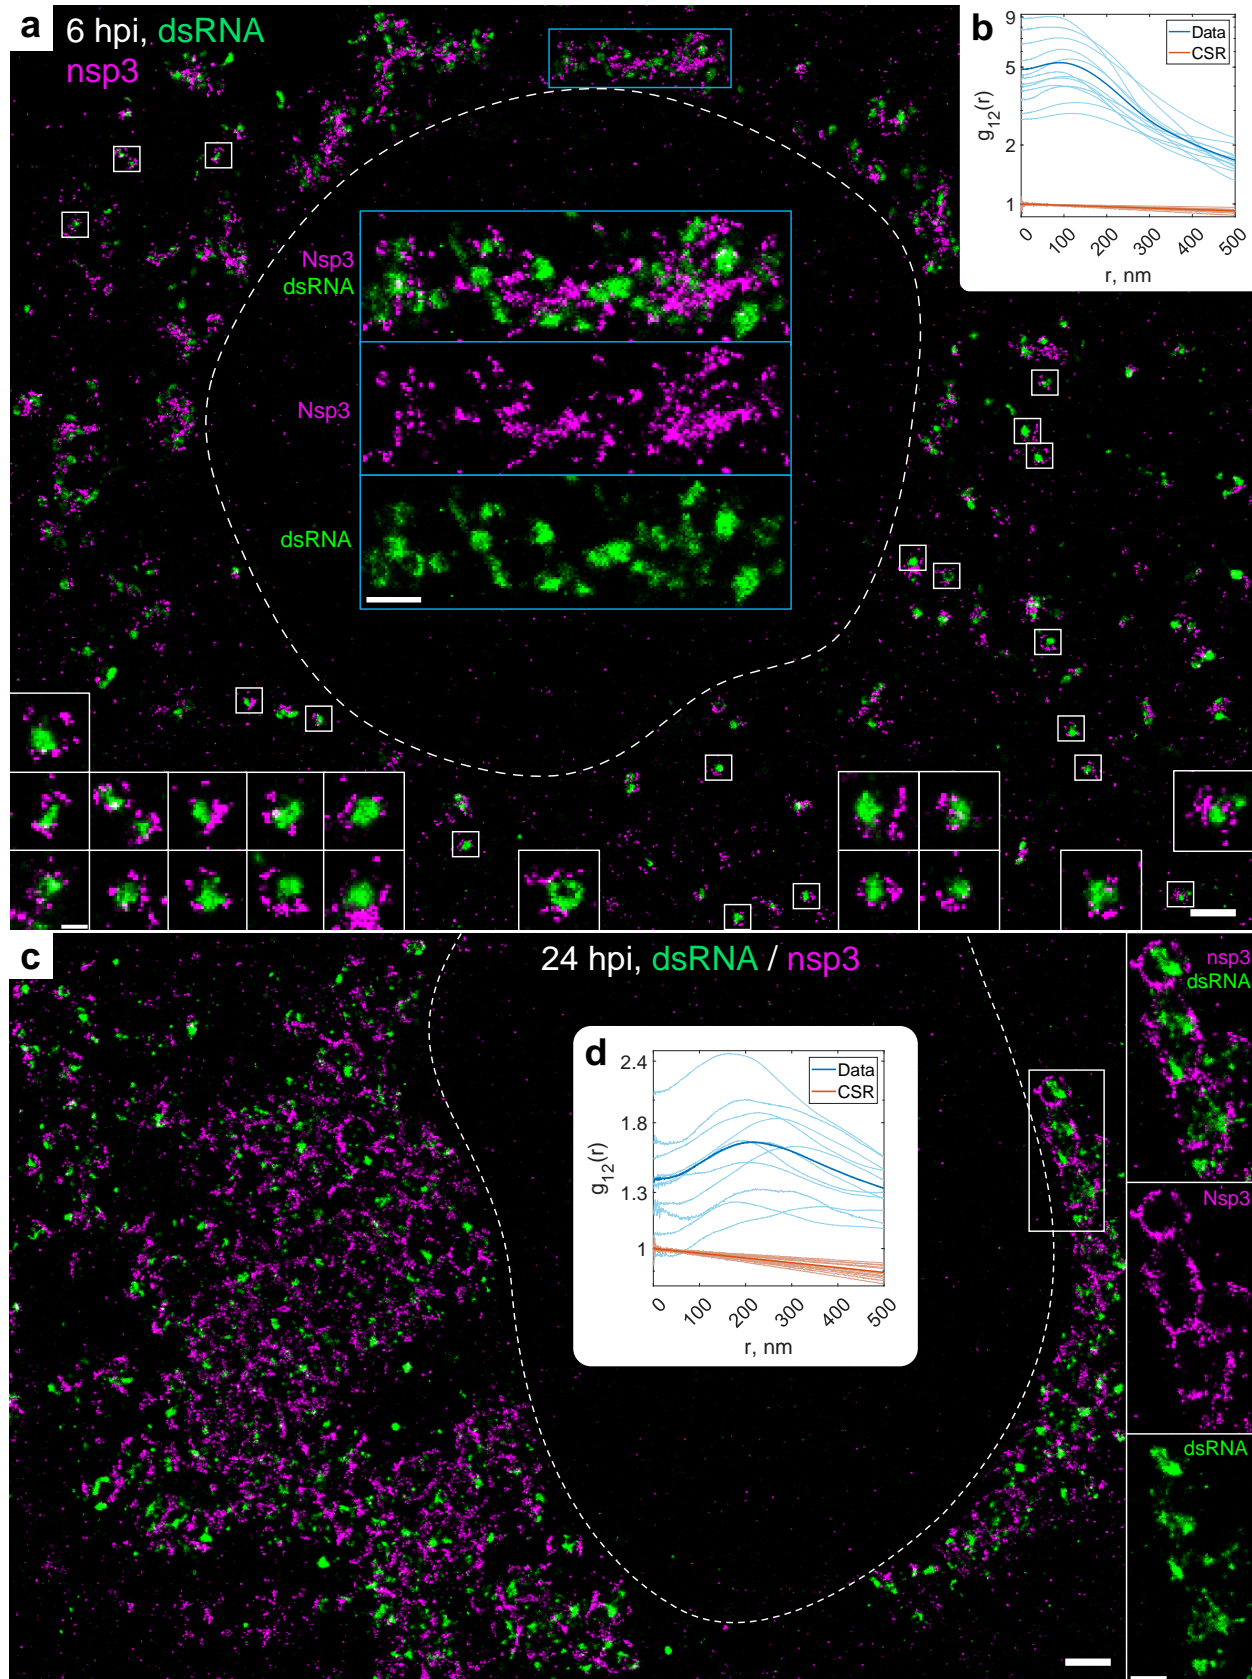 a
6 hpi, dsRNA
nsp3
b
9
5
2
1
g12(r)
Data
CSR
0
100
200
300
400
500
r, nm
Nsp3
dsRNA
Nsp3
dsRNA
c
24 hpi, dsRNA / nsp3
nsp3
dsRNA
Nsp3
dsRNA
d
2.4
1.8
1.3
1
g12(r)
Data
CSR
0
100
200
300
400
500
r, nm